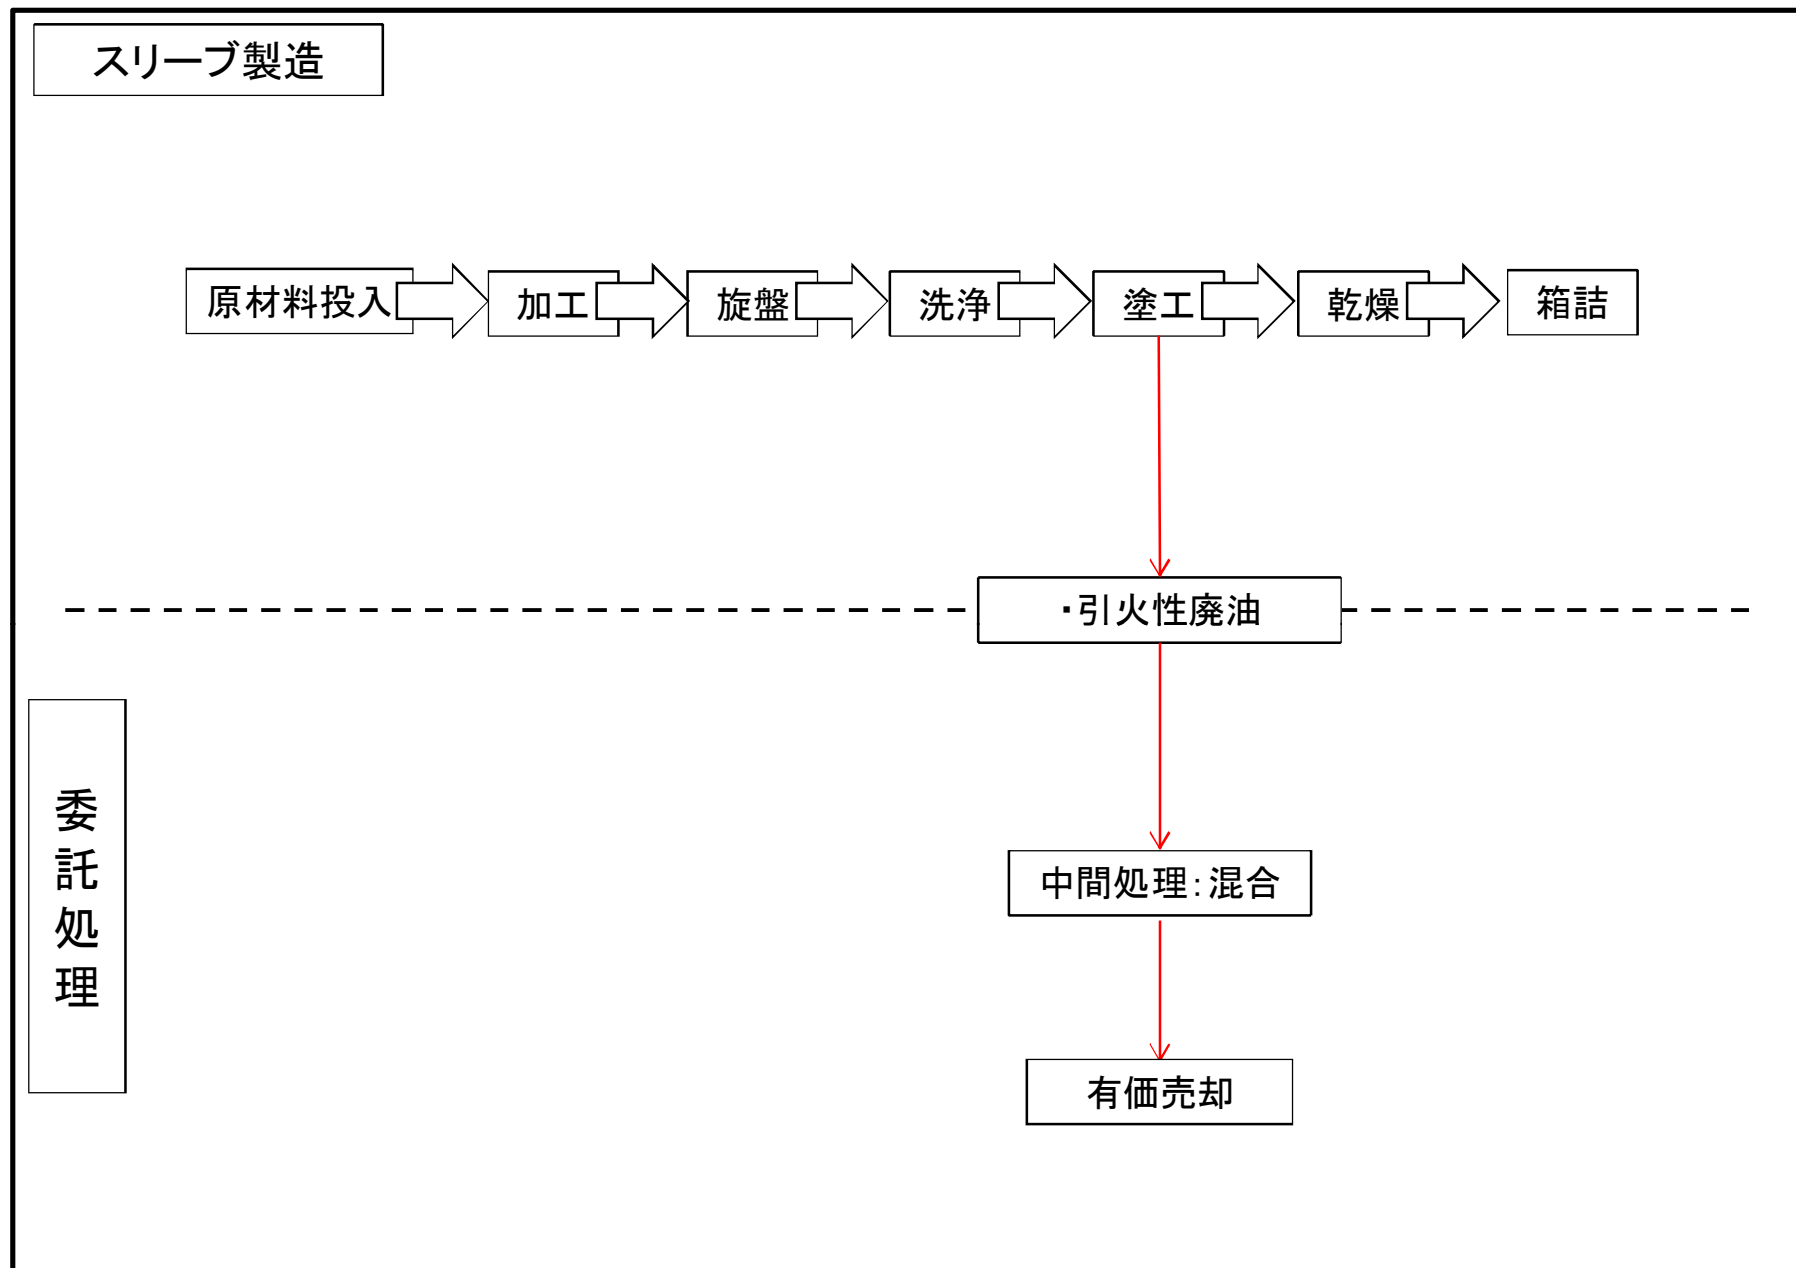 スリーブ製造
原材料投入
加工
旋盤
洗浄
塗工
乾燥
箱詰
・引火性廃油
委託処理
中間処理：混合
有価売却